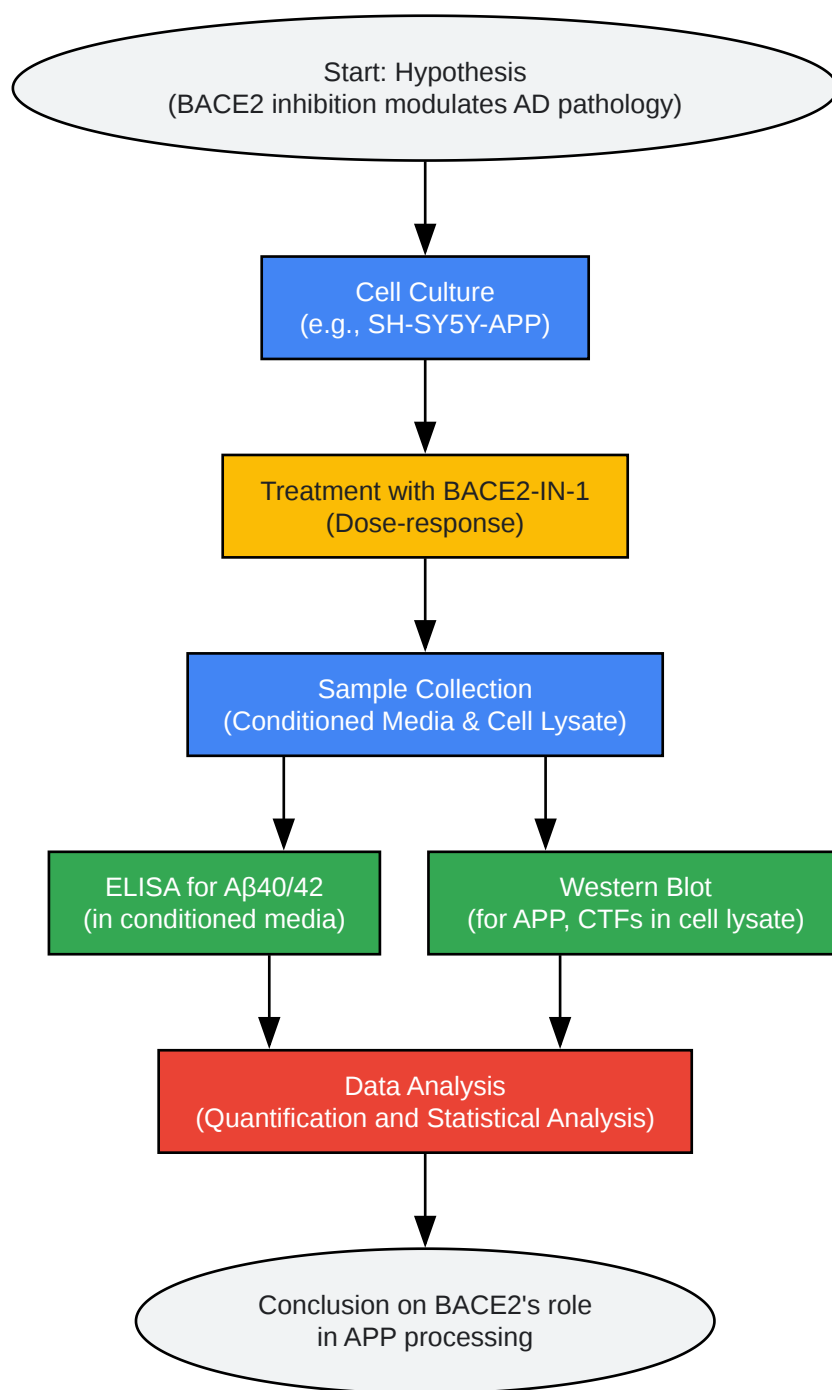 Start: Hypothesis
(BACE2 inhibition modulates AD pathology)
Cell Culture
(e.g., SH-SY5Y-APP)
Treatment with BACE2-IN-1
(Dose-response)
Sample Collection
(Conditioned Media & Cell Lysate)
ELISA for Aβ40/42
(in conditioned media)
Western Blot
(for APP, CTFs in cell lysate)
Data Analysis
(Quantification and Statistical Analysis)
Conclusion on BACE2's role
in APP processing